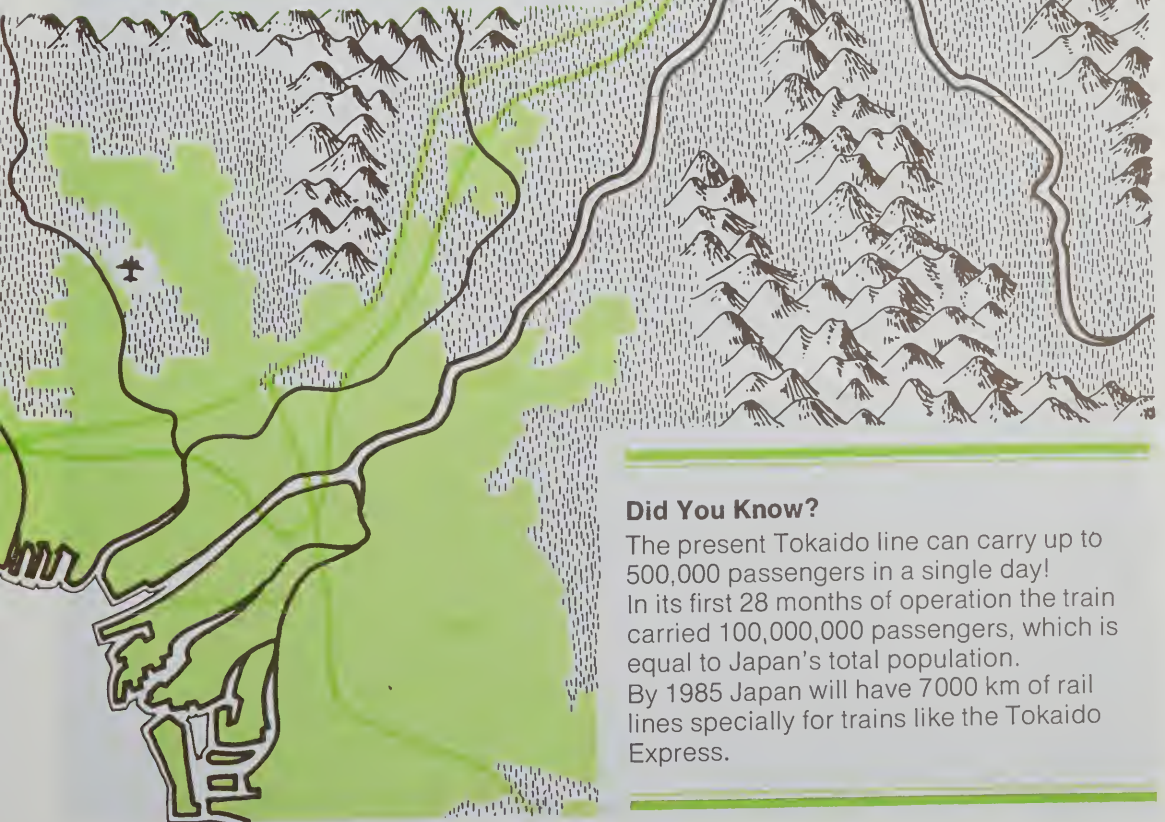 Did You Know?
The present Tokaido line can carry up to
500,000 passengers in a single day!
In its first 28 months of operation the train
carried 100,000,000 passengers, which is
equal to Japan's total population.
By 1985 Japan will have 7000 km of rail
lines specially for trains like the Tokaido
Express.